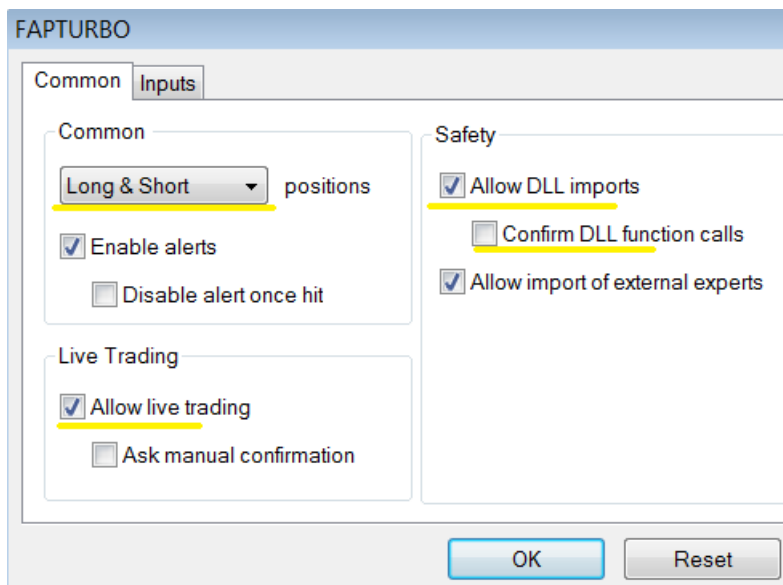 FAPTURBO
Common
Inputs
Common
Long & Short
positions
Enable alerts
Disable alert once hit
Live Trading
Allow live trading
Ask manual confirmation
Safety
Allow DLL imports
Confirm DLL function calls
Allow import of external experts
OK
Reset